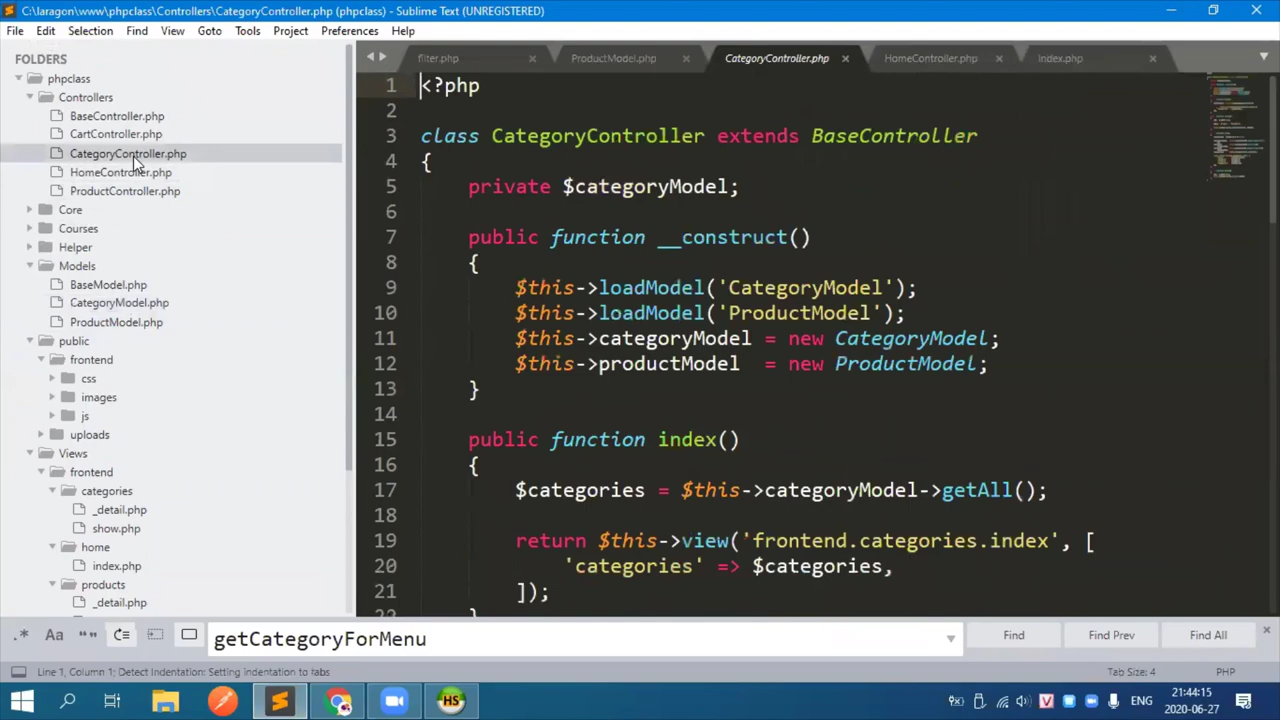 C:\laragon\www\phpclass\Controllers\CategoryController.php (phpclass) - Sublime Text (UNREGISTERED)
File Edit Selection Find View Goto Tools Project Preferences Help
FOLDERS
phpclass
Controllers
BaseController.php
CartController.php
CategoryController.php
HomeController.php
ProductController.php
Core
Courses
Helper
Models
BaseModel.php
CategoryModel.php
ProductModel.php
public
frontend
css
images
js
uploads
Views
frontend
categories
_detail.php
show.php
home
index.php
products
_detail.php
filter.php ProductModel.php CategoryController.php HomeController.php Index.php
1 <?php
2
3 class CategoryController extends BaseController
4 {
5 private $categoryModel;
6
7 public function __construct()
8 {
9 $this->loadModel('CategoryModel');
10 $this->loadModel('ProductModel');
11 $this->categoryModel = new CategoryModel;
12 $this->productModel  = new ProductModel;
13 }
14
15 public function index()
16 {
17 $categories = $this->categoryModel->getAll();
18
19 return $this->view('frontend.categories.index', [
20 'categories' => $categories,
21 ]);
22 }
.* Aa “” getCategoryForMenu Find Find Prev Find All
Line 1, Column 1; Detect Indentation: Setting indentation to tabs Tab Size: 4 PHP
HS V ENG 21:44:15
2020-06-27